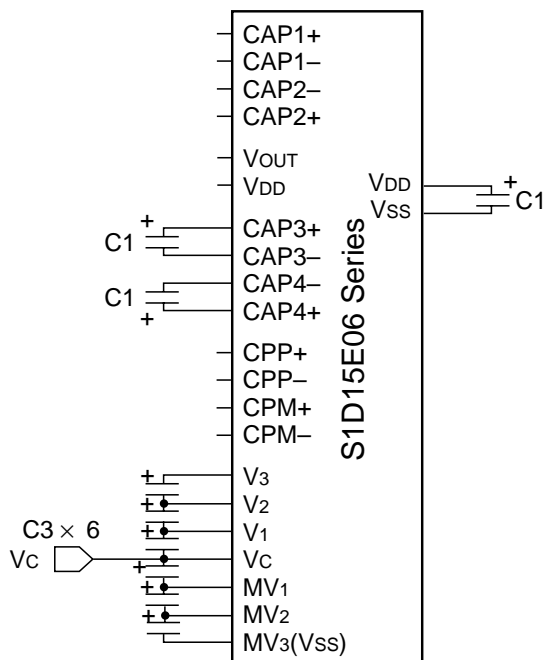 CAP1+
CAP1–
CAP2–
CAP2+
VOUT
VDD
VDD
+
C1
VSS
+
C1
CAP3+
CAP3–
C1
+
CAP4–
CAP4+
S1D15E06 Series
CPP+
CPP–
CPM+
CPM–
+
V3
+
V2
+
V1
C3 × 6
VC
+
VC
+
MV1
+
MV2
MV3(VSS)